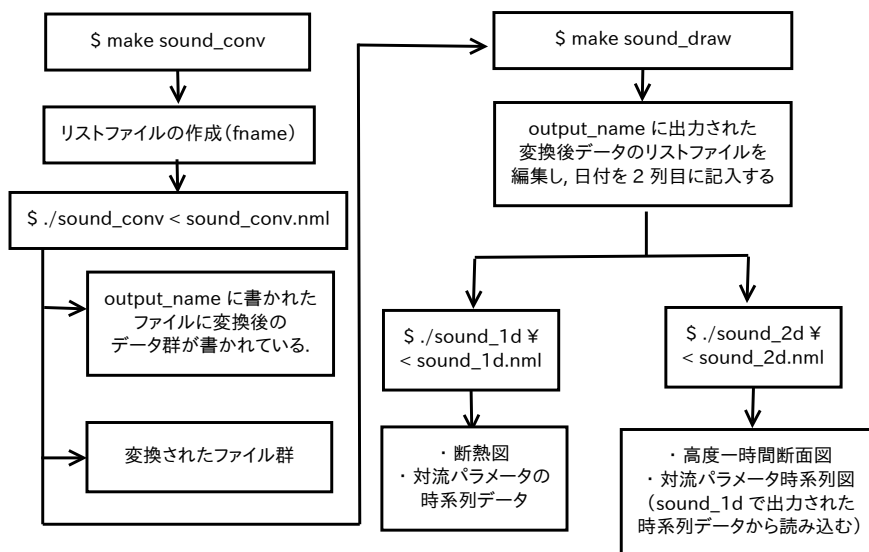 $ make sound_conv
リストファイルの作成(fname)
$ ./sound_conv < sound_conv.nml
output_name に書かれた
ファイルに変換後の
データ群が書かれている.
変換されたファイル群
$ make sound_draw
output_name に出力された
変換後データのリストファイルを
編集し, 日付を 2 列目に記入する
$ ./sound_1d ¥
< sound_1d.nml
・断熱図
・対流パラメータの
時系列データ
$ ./sound_2d ¥
< sound_2d.nml
・高度ー時間断面図
・対流パラメータ時系列図
(sound_1d で出力された
時系列データから読み込む)